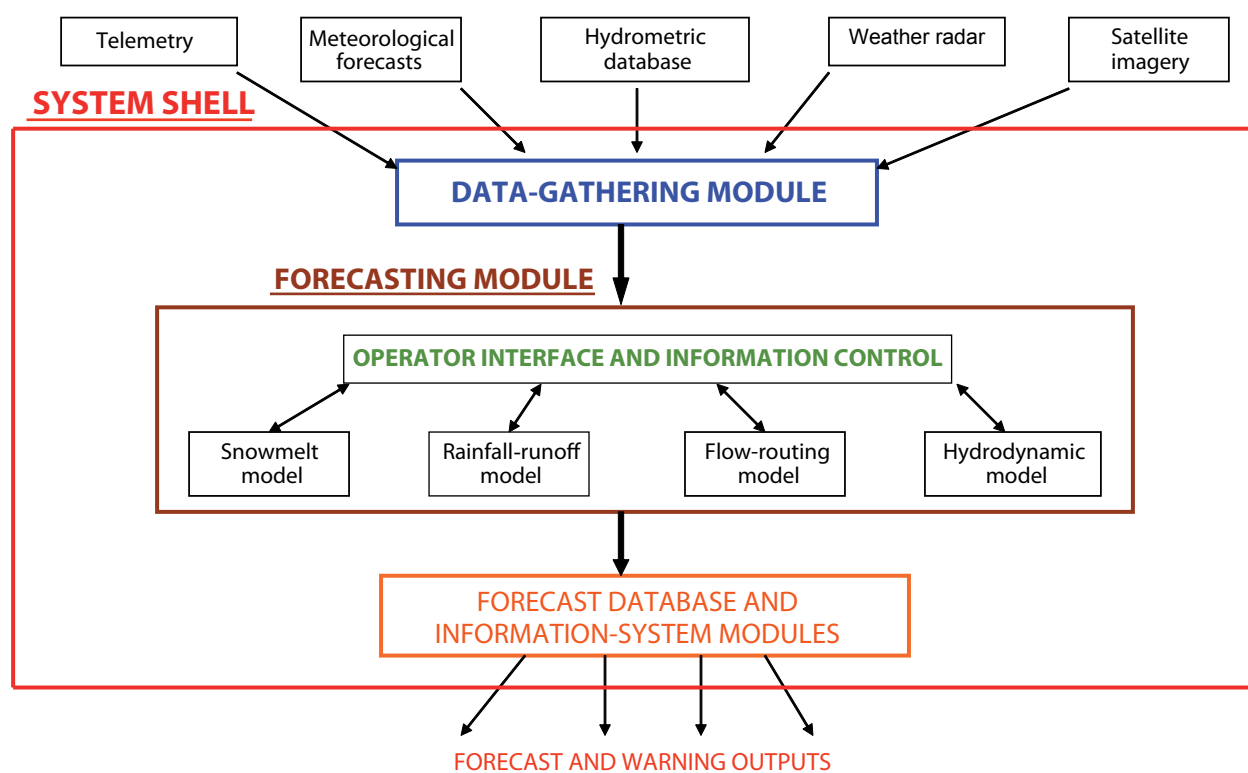 Telemetry
Meteorological
forecasts
Hydrometric
database
Weather radar
Satellite
imagery
SYSTEM SHELL
DATA-GATHERING MODULE
FORECASTING MODULE
OPERATOR INTERFACE AND INFORMATION CONTROL
Snowmelt
model
Rainfall-runoff
model
Flow-routing
model
Hydrodynamic
model
FORECAST DATABASE AND
INFORMATION-SYSTEM MODULES
FORECAST AND WARNING OUTPUTS